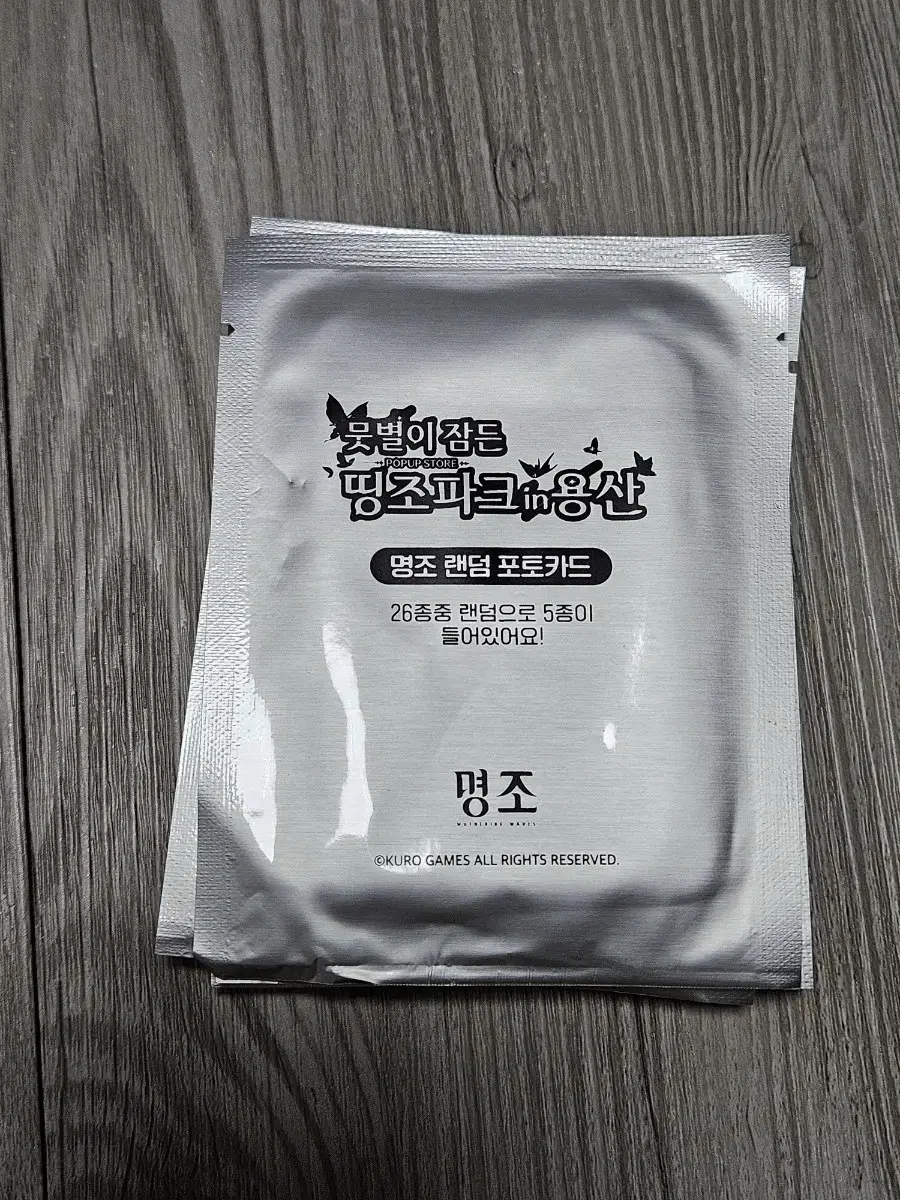 뭇별이 잠든
POPUP STORE
띵조파크 in 용산
명조 랜덤 포토카드
26종중 랜덤으로 5종이
들어있어요!
명조
WUTHERING WAVES
©KURO GAMES ALL RIGHTS RESERVED.